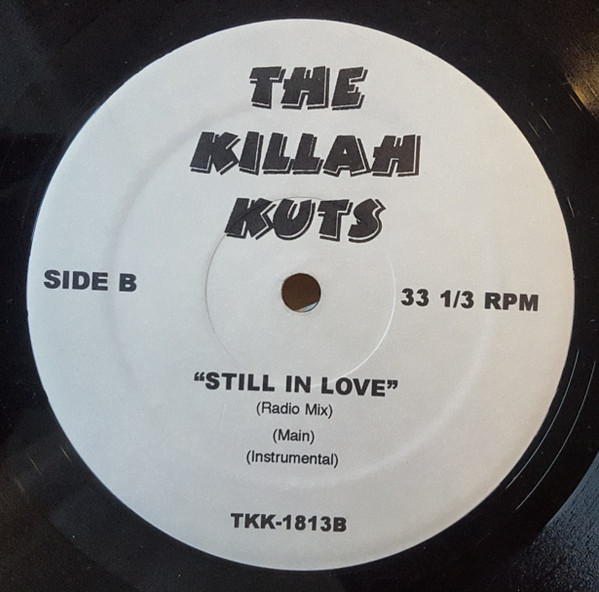 THE
KILLAH
KUTS
SIDE B
33 1/3 RPM
“STILL IN LOVE”
(Radio Mix)
(Main)
(Instrumental)
TKK-1813B